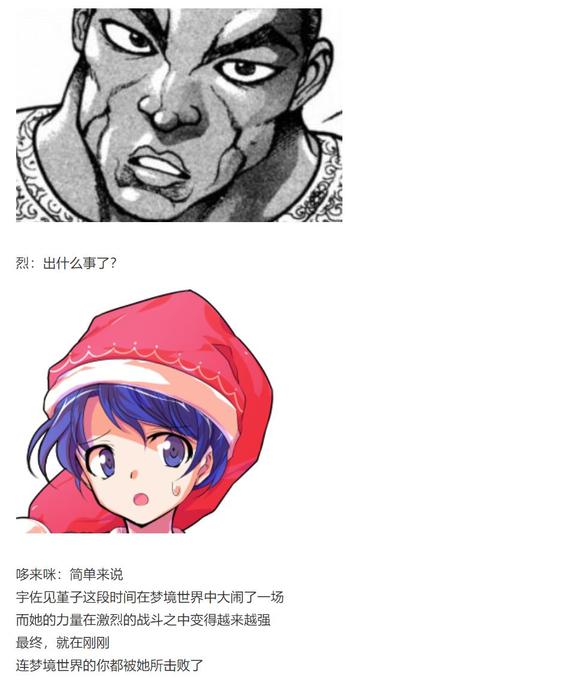 烈：出什么事了？
哆来咪：简单来说
宇佐见堇子这段时间在梦境世界中大闹了一场
而她的力量在激烈的战斗之中变得越来越强
最终，就在刚刚
连梦境世界的你都被她所击败了